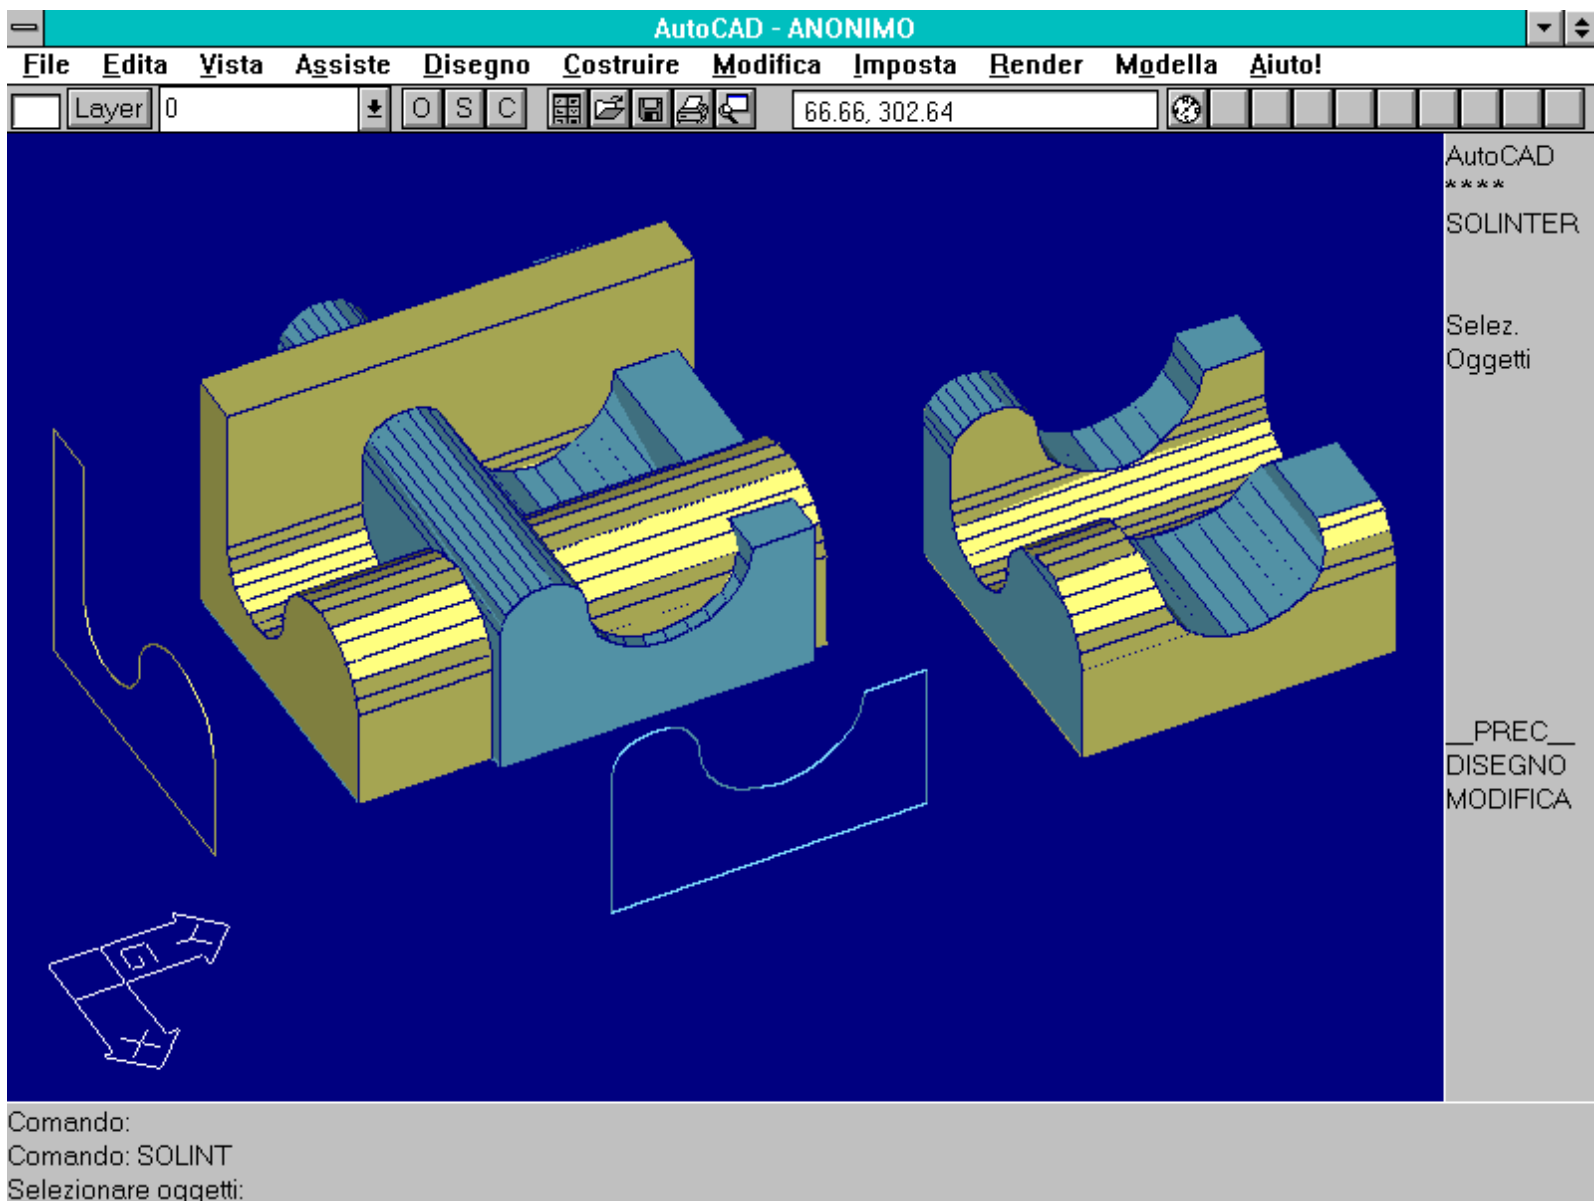 AutoCAD - ANONIMO
File Edita Vista Assiste Disegno Costruire Modifica Imposta Render Modella Aiuto!
Layer 0 O S C 66.66, 302.64
AutoCAD
****
SOLINTER
Selez.
Oggetti
__PREC__
DISEGNO
MODIFICA
G Y
X
Comando:
Comando: SOLINT
Selezionare oggetti: